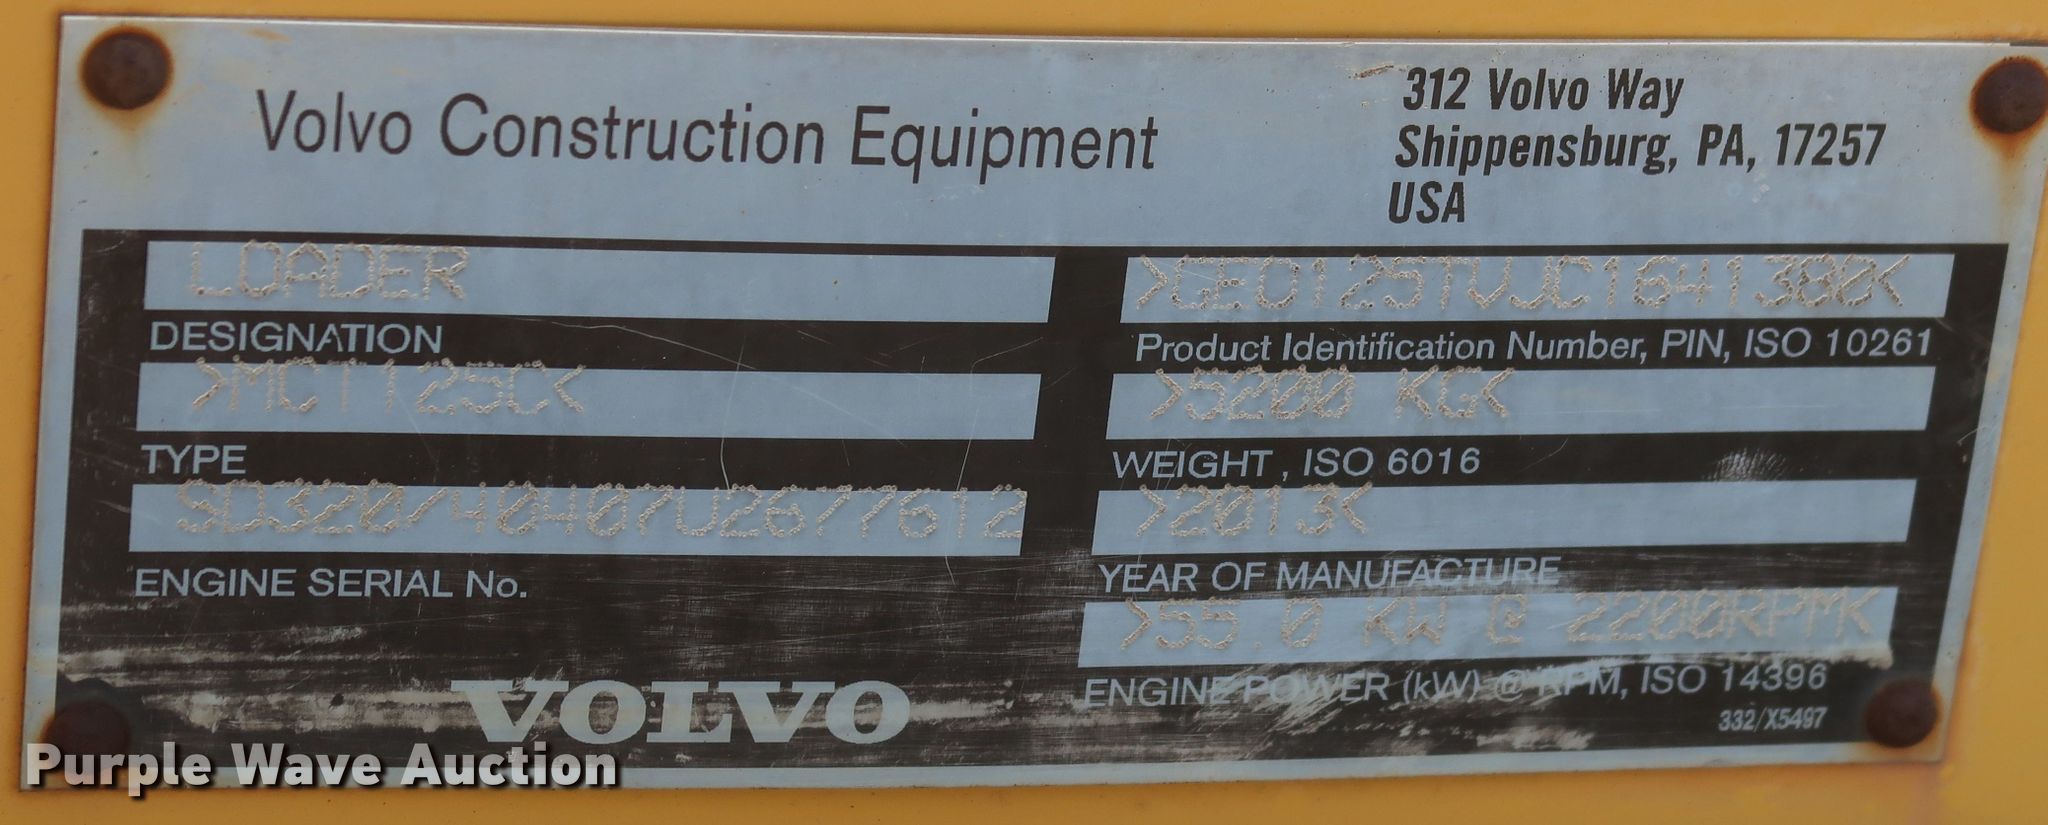 Volvo Construction Equipment
312 Volvo Way
Shippensburg, PA, 17257
USA
LOADER
DESIGNATION
>MCT125C<
TYPE
SD320/40407U2677612
ENGINE SERIAL No.
VOLVO
>GEO125TVJC1641380<
Product Identification Number, PIN, ISO 10261
>5200 KG<
WEIGHT, ISO 6016
>2013<
YEAR OF MANUFACTURE
>55.0 KW @ 2200RPM<
ENGINE POWER (kW) @ RPM, ISO 14396
332/X5497
Purple Wave Auction